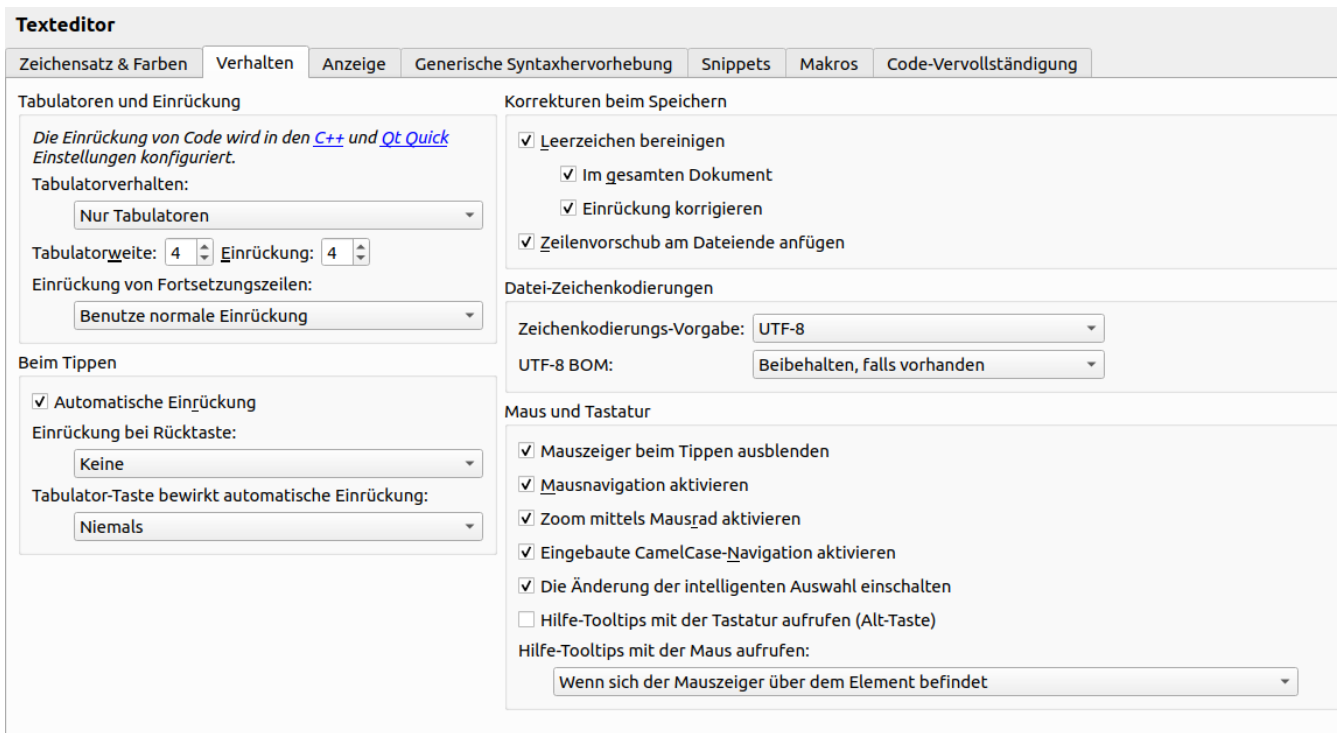 Texteditor
Zeichensatz & Farben Verhalten Anzeige Generische Syntaxhervorhebung Snippets Makros Code-Vervollständigung
Tabulatoren und Einrückung
Die Einrückung von Code wird in den C++ und Qt Quick
Einstellungen konfiguriert.
Tabulatorverhalten:
Nur Tabulatoren
Tabulatorweite: 4 Einrückung: 4
Einrückung von Fortsetzungszeilen:
Benutze normale Einrückung
Beim Tippen
Automatische Einrückung
Einrückung bei Rücktaste:
Keine
Tabulator-Taste bewirkt automatische Einrückung:
Niemals
Korrekturen beim Speichern
Leerzeichen bereinigen
Im gesamten Dokument
Einrückung korrigieren
Zeilenvorschub am Dateiende anfügen
Datei-Zeichenkodierungen
Zeichenkodierungs-Vorgabe: UTF-8
UTF-8 BOM: Beibehalten, falls vorhanden
Maus und Tastatur
Mauszeiger beim Tippen ausblenden
Mausnavigation aktivieren
Zoom mittels Mausrad aktivieren
Eingebaute CamelCase-Navigation aktivieren
Die Änderung der intelligenten Auswahl einschalten
Hilfe-Tooltips mit der Tastatur aufrufen (Alt-Taste)
Hilfe-Tooltips mit der Maus aufrufen:
Wenn sich der Mauszeiger über dem Element befindet